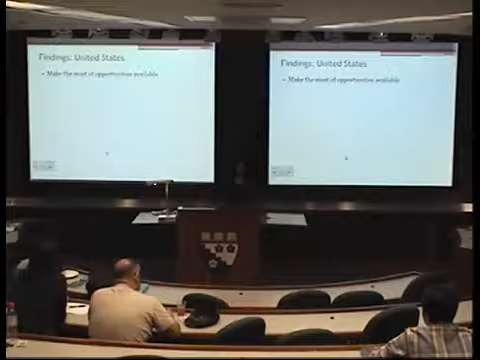 Findings: United States
- Make the most of opportunities available
Findings: United States
- Make the most of opportunities available